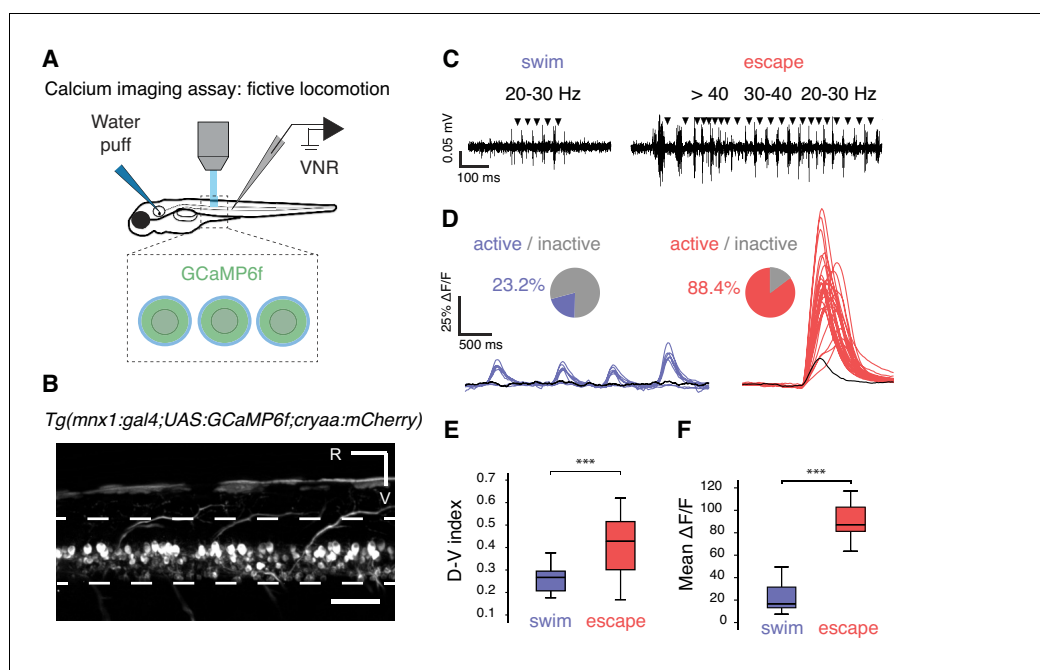 A
Calcium imaging assay: fictive locomotion
Water
puff
VNR
GCaMP6f
B
Tg(mnx1:gal4;UAS:GCaMP6f;cryaa:mCherry)
R
V
C
swim
escape
20-30 Hz
> 40 30-40 20-30 Hz
0.05 mV
100 ms
D
active / inactive
active / inactive
23.2%
88.4%
25% ΔF/F
500 ms
E
***
D-V index
0.7
0.6
0.5
0.4
0.3
0.2
0.1
swim
escape
F
***
Mean ΔF/F
120
100
80
60
40
20
0
swim
escape